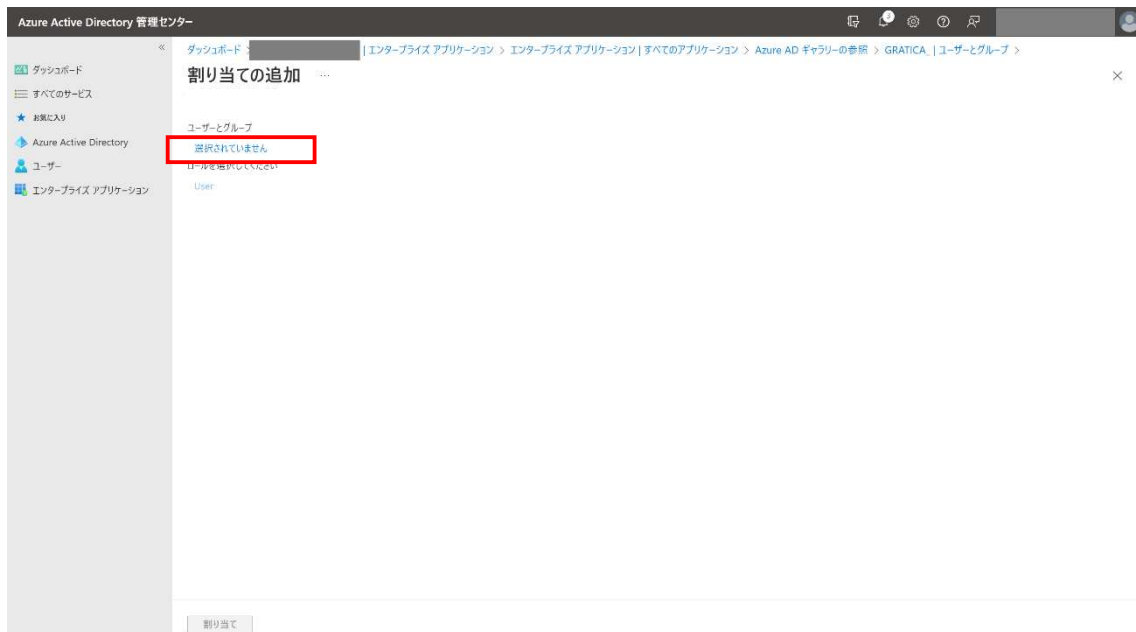 Azure Active Directory 管理センター
3
«
ダッシュボード >
| エンタープライズ アプリケーション > エンタープライズ アプリケーション | すべてのアプリケーション > Azure AD ギャラリーの参照 > GRATICA_ | ユーザーとグループ >
割り当ての追加 …
ダッシュボード
すべてのサービス
お気に入り
Azure Active Directory
ユーザー
エンタープライズ アプリケーション
ユーザーとグループ
選択されていません
ロールを選択してください
User
割り当て